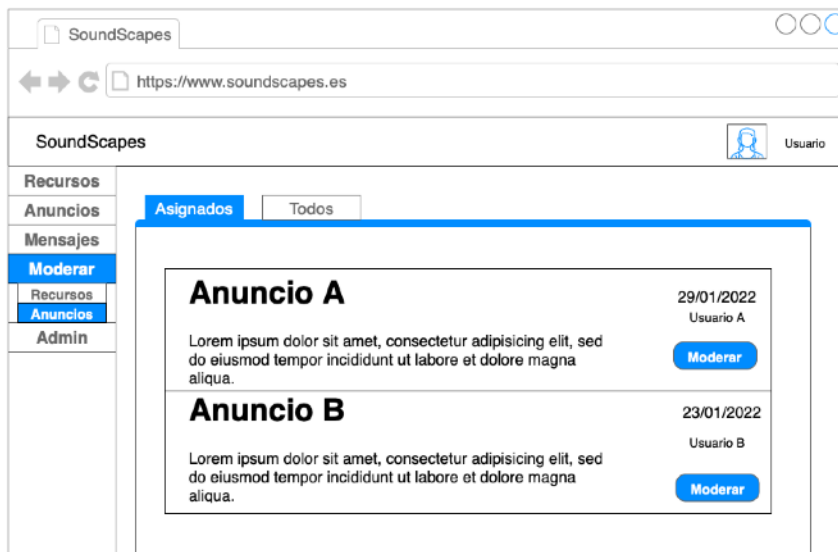 SoundScapes
https://www.soundscapes.es
SoundScapes
Usuario
Recursos
Anuncios
Mensajes
Moderar
Recursos
Anuncios
Admin
Asignados
Todos
Anuncio A
29/01/2022
Usuario A
Lorem ipsum dolor sit amet, consectetur adipisicing elit, sed
do eiusmod tempor incididunt ut labore et dolore magna
aliqua.
Moderar
Anuncio B
23/01/2022
Usuario B
Lorem ipsum dolor sit amet, consectetur adipisicing elit, sed
do eiusmod tempor incididunt ut labore et dolore magna
aliqua.
Moderar